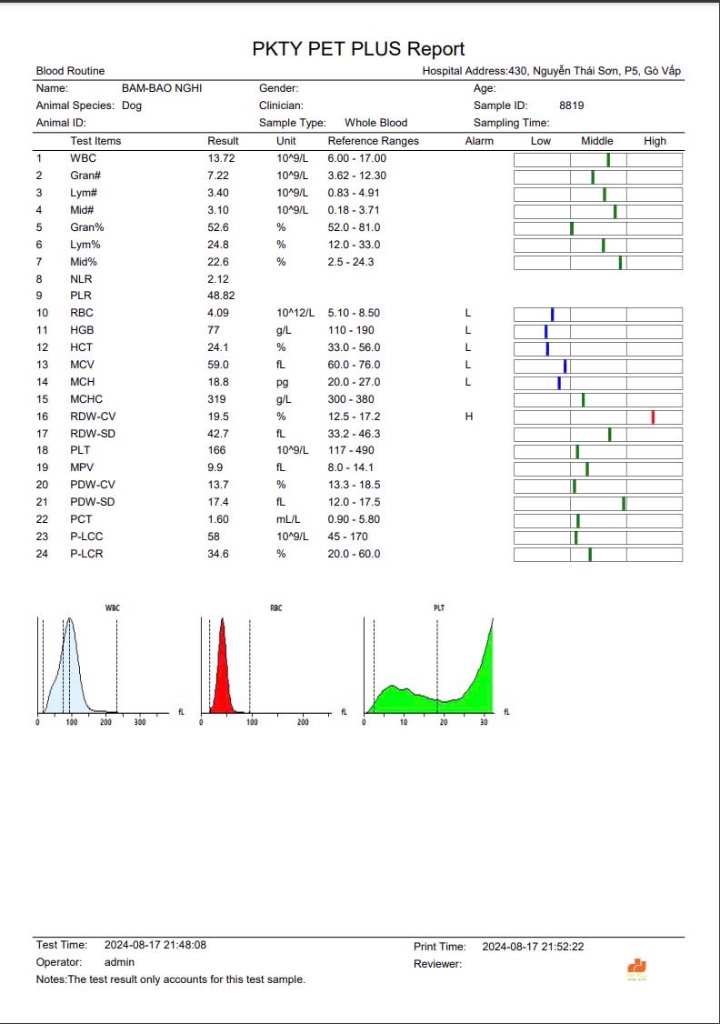 PKTY PET PLUS Report
Blood Routine Hospital Address:430, Nguyễn Thái Sơn, P5, Gò Vấp
Name: BAM-BAO NGHI Gender: Age:
Animal Species: Dog Clinician: Sample ID: 8819
Animal ID: Sample Type: Whole Blood Sampling Time:
Test Items Result Unit Reference Ranges Alarm Low Middle High
1 WBC 13.72 10^9/L 6.00 - 17.00
2 Gran# 7.22 10^9/L 3.62 - 12.30
3 Lym# 3.40 10^9/L 0.83 - 4.91
4 Mid# 3.10 10^9/L 0.18 - 3.71
5 Gran% 52.6 % 52.0 - 81.0
6 Lym% 24.8 % 12.0 - 33.0
7 Mid% 22.6 % 2.5 - 24.3
8 NLR 2.12
9 PLR 48.82
10 RBC 4.09 10^12/L 5.10 - 8.50 L
11 HGB 77 g/L 110 - 190 L
12 HCT 24.1 % 33.0 - 56.0 L
13 MCV 59.0 fL 60.0 - 76.0 L
14 MCH 18.8 pg 20.0 - 27.0 L
15 MCHC 319 g/L 300 - 380
16 RDW-CV 19.5 % 12.5 - 17.2 H
17 RDW-SD 42.7 fL 33.2 - 46.3
18 PLT 166 10^9/L 117 - 490
19 MPV 9.9 fL 8.0 - 14.1
20 PDW-CV 13.7 % 13.3 - 18.5
21 PDW-SD 17.4 fL 12.0 - 17.5
22 PCT 1.60 mL/L 0.90 - 5.80
23 P-LCC 58 10^9/L 45 - 170
24 P-LCR 34.6 % 20.0 - 60.0
WBC RBC PLT
fL fL fL
0 100 200 300 0 100 200 0 10 20 30
Test Time: 2024-08-17 21:48:08 Print Time: 2024-08-17 21:52:22
Operator: admin Reviewer:
Notes:The test result only accounts for this test sample.